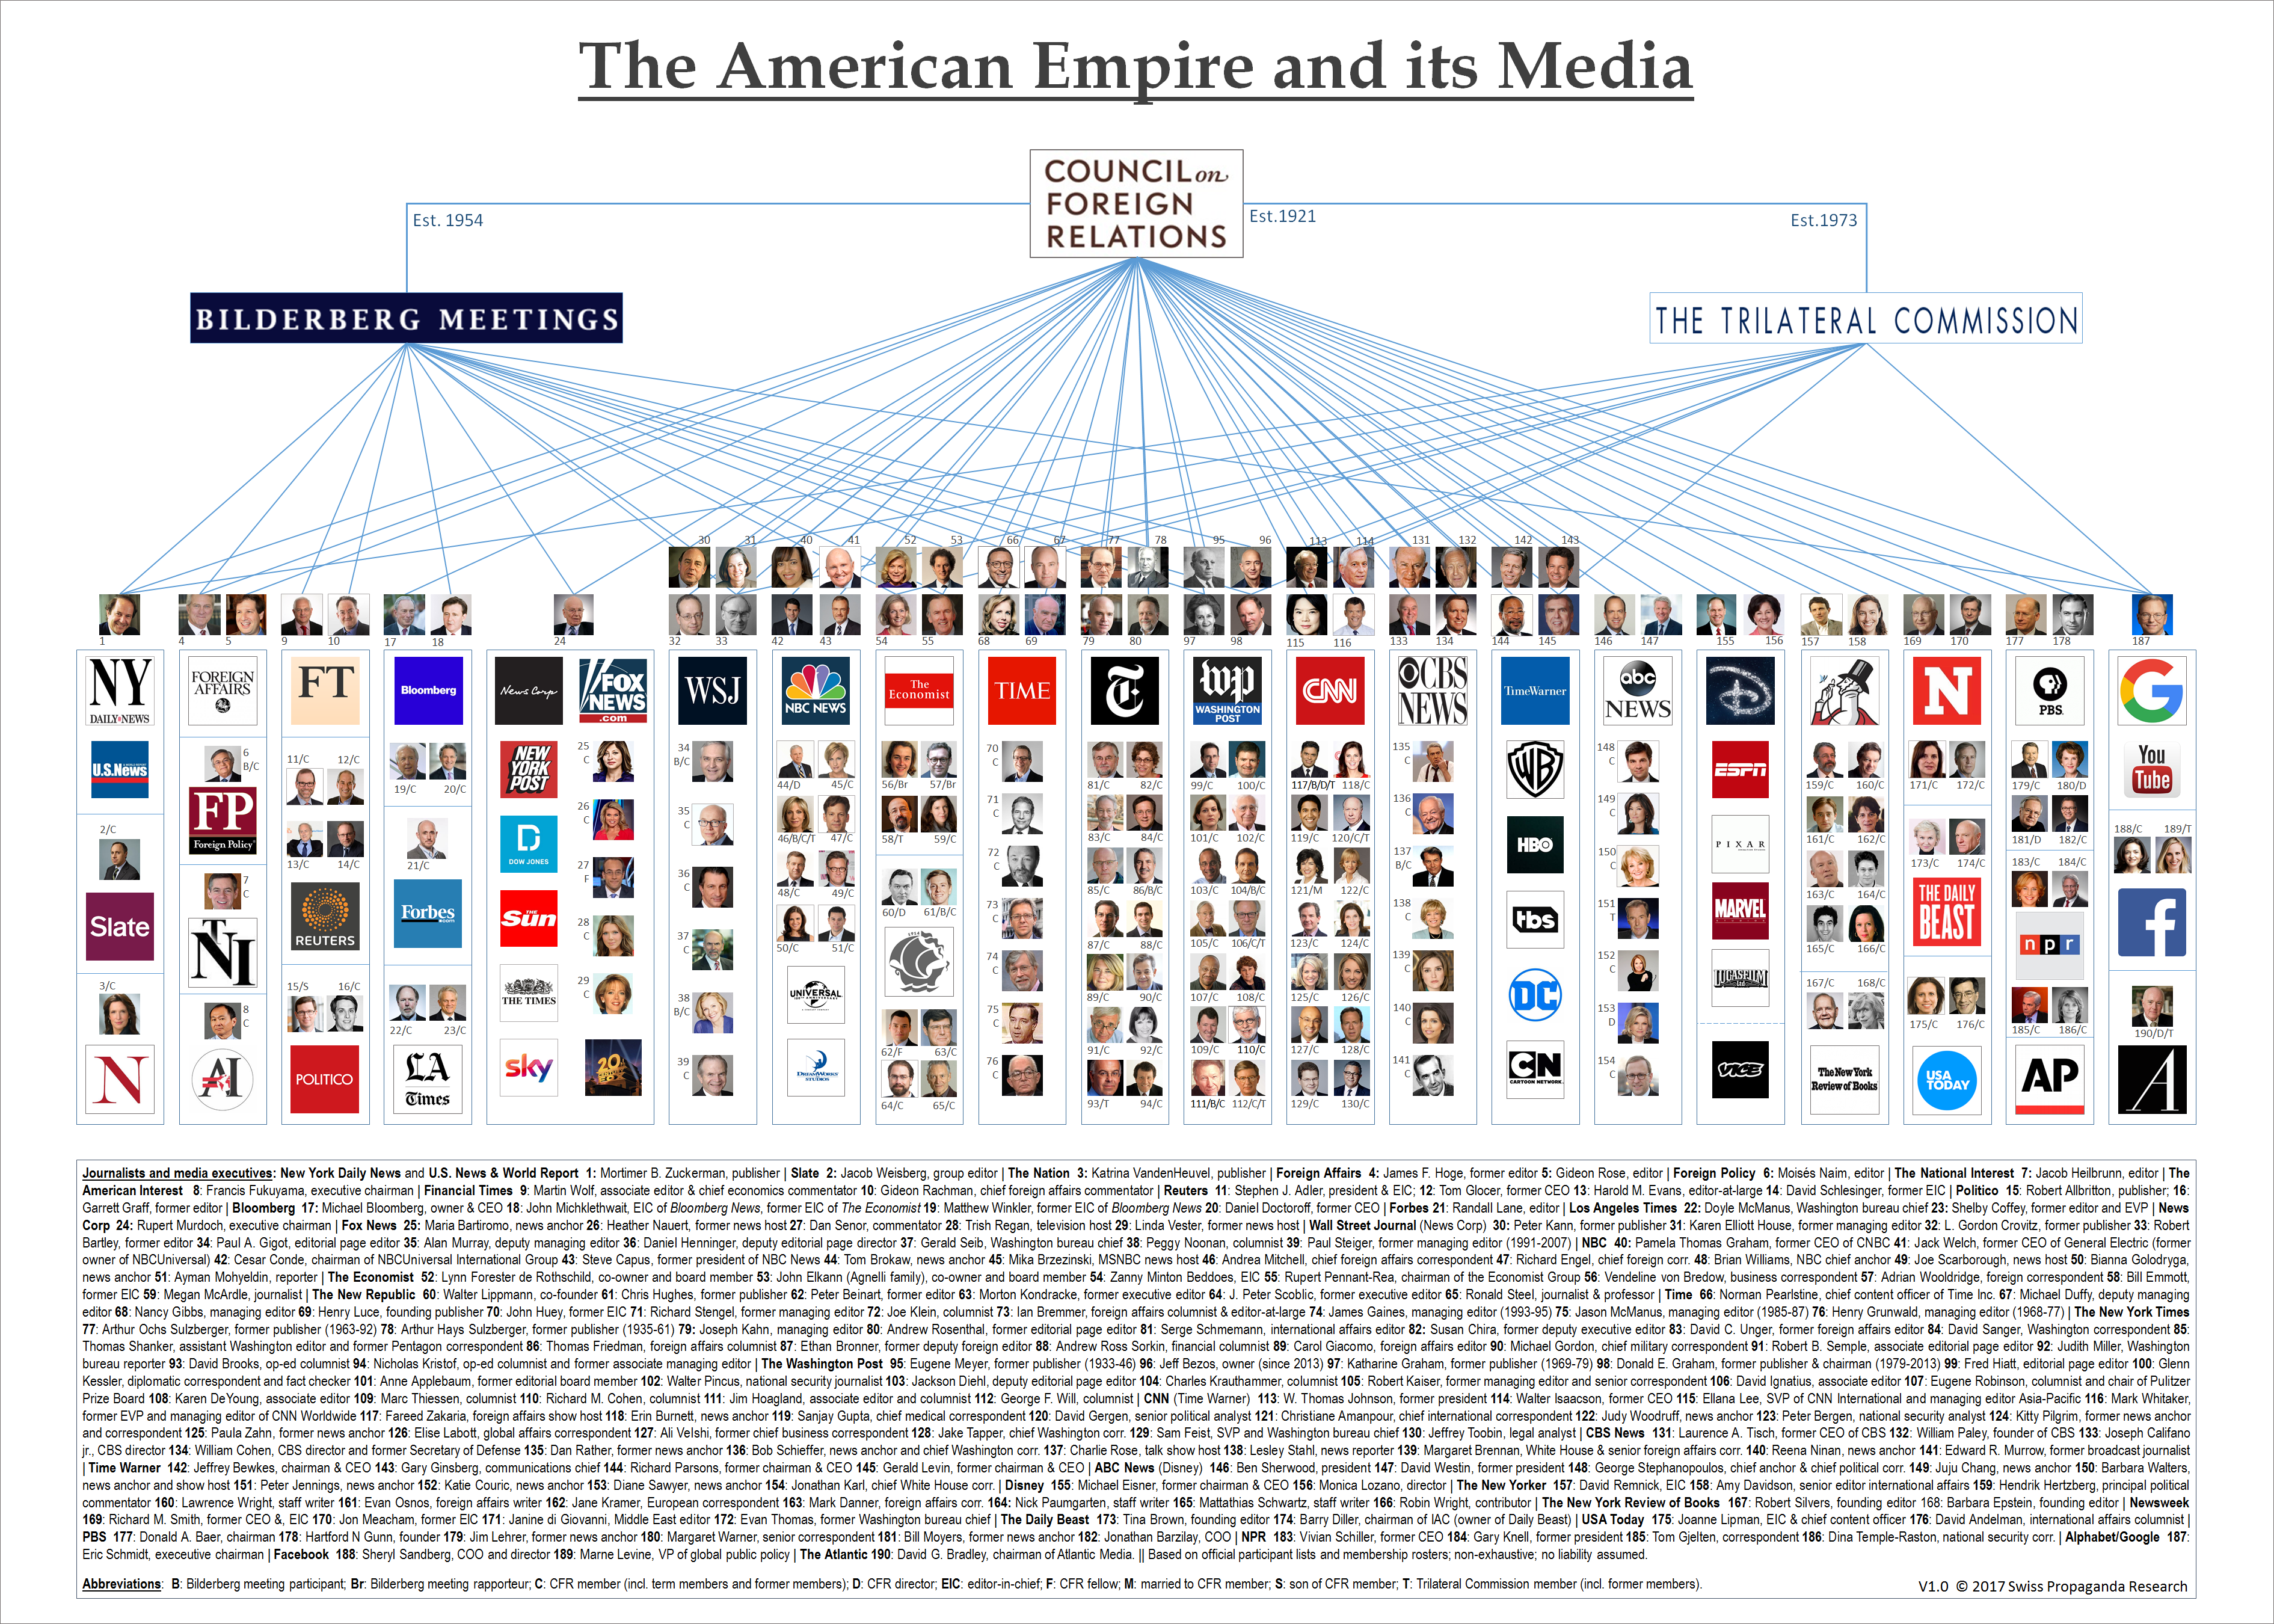 The American Empire and its Media
COUNCIL on
FOREIGN
RELATIONS
Est. 1954
Est.1921
Est.1973
BILDERBERG MEETINGS
THE TRILATERAL COMMISSION
30 31 40 41 52 53 66 67 77 78 95 96 113 114 131 132 142 143
1 4 5 9 10 17 18 24 32 33 42 43 54 55 68 69 79 80 97 98 115 116 133 134 144 145 146 147 155 156 157 158 169 170 177 178 187
NY
DAILY NEWS
U.S.News
2/C
Slate
3/C
N
FOREIGN
AFFAIRS
6
B/C
FP
Foreign Policy
7
C
TNI
8
C
AI
FT
11/C 12/C
13/C 14/C
REUTERS
15/S 16/C
POLITICO
Bloomberg
19/C 20/C
21/C
Forbes
.com
22/C 23/C
LA
Times
News Corp
FOX
NEWS
.com
NEW
YORK
POST
25
C
D
DOW JONES
26
C
27
F
THE
Sun
28
C
THE TIMES
29
C
sky
20
WSJ
34
B/C
35
C
36
C
37
C
38
B/C
39
C
NBC NEWS
44/D 45/C
46/B/C/T 47/C
48/C 49/C
50/C 51/C
UNIVERSAL
DREAMWORKS
STUDIOS
The
Economist
56/Br 57/Br
58/T 59/C
60/D 61/B/C
62/F 63/C
64/C 65/C
TIME
70
C
71
C
72
C
73
C
74
C
75
C
76
C
T
81/C 82/C
83/C 84/C
85/C 86/B/C
87/C 88/C
89/C 90/C
91/C 92/C
93/T 94/C
wp
WASHINGTON
POST
99/C 100/C
101/C 102/C
103/C 104/B/C
105/C 106/C/T
107/C 108/C
109/C 110/C
111/B/C 112/C/T
CNN
117/B/D/T 118/C
119/C 120/C/T
121/M 122/C
123/C 124/C
125/C 126/C
127/C 128/C
129/C 130/C
CBS
NEWS
135
C
136
C
137
B/C
138
C
139
C
140
C
141
C
TimeWarner
WB
HBO
tbs
DC
CN
CARTOON NETWORK
abc
NEWS
148
C
149
C
150
C
151
T
152
C
153
D
154
C
D
ESPN
PIXAR
MARVEL
LUCASFILM
VICE
159/C 160/C
161/C 162/C
163/C 164/C
165/C 166/C
167/C 168/C
The New York
Review of Books
N
171/C 172/C
173/C 174/C
THE DAILY
BEAST
175/C 176/C
USA
TODAY
PBS
179/C 180/D
181/D 182/C
183/C 184/C
npr
185/C 186/C
AP
G
You
Tube
188/C 189/T
f
190/D/T
A
Journalists and media executives: New York Daily News and U.S. News & World Report 1: Mortimer B. Zuckerman, publisher | Slate 2: Jacob Weisberg, group editor | The Nation 3: Katrina VandenHeuvel, publisher | Foreign Affairs 4: James F. Hoge, former editor 5: Gideon Rose, editor | Foreign Policy 6: Moisés Naím, editor | The National Interest 7: Jacob Heilbrunn, editor | The
American Interest 8: Francis Fukuyama, executive chairman | Financial Times 9: Martin Wolf, associate editor & chief economics commentator 10: Gideon Rachman, chief foreign affairs commentator | Reuters 11: Stephen J. Adler, president & EIC; 12: Tom Glocer, former CEO 13: Harold M. Evans, editor-at-large 14: David Schlesinger, former EIC | Politico 15: Robert Allbritton, publisher; 16:
Garrett Graff, former editor | Bloomberg 17: Michael Bloomberg, owner & CEO 18: John Michklethwait, EIC of Bloomberg News, former EIC of The Economist 19: Matthew Winkler, former EIC of Bloomberg News 20: Daniel Doctoroff, former CEO | Forbes 21: Randall Lane, editor | Los Angeles Times 22: Doyle McManus, Washington bureau chief 23: Shelby Coffey, former editor and EVP | News
Corp 24: Rupert Murdoch, executive chairman | Fox News 25: Maria Bartiromo, news anchor 26: Heather Nauert, former news host 27: Dan Senor, commentator 28: Trish Regan, television host 29: Linda Vester, former host | Wall Street Journal (News Corp) 30: Peter Kann, former publisher 31: Karen Elliott House, former managing editor 32: L. Gordon Crovitz, former publisher 33: Robert
Bartley, former editor 34: Paul A. Gigot, editorial page editor 35: Alan Murray, deputy managing editor 36: Daniel Henninger, deputy editorial page director 37: Gerald Seib, Washington bureau chief 38: Peggy Noonan, columnist 39: Paul Steiger, former managing editor (1991-2007) | NBC 40: Pamela Thomas Graham, former CEO of CNBC 41: Jack Welch, former CEO of General Electric (former
owner of NBCUniversal) 42: Cesar Conde, chairman of NBCUniversal International Group 43: Steve Capus, former president of NBC News 44: Tom Brokaw, news anchor 45: Mika Brzezinski, MSNBC news host 46: Andrea Mitchell, chief foreign affairs correspondent 47: Richard Engel, chief foreign corr. 48: Brian Williams, NBC chief anchor 49: Joe Scarborough, news host 50: Bianna Golodryga,
news anchor 51: Ayman Mohyeldin, reporter | The Economist 52: Lynn Forester de Rothschild, co-owner and board member 53: John Elkann (Agnelli family), co-owner and board member 54: Zanny Minton Beddoes, EIC 55: Rupert Pennant-Rea, chairman of the Economist Group 56: Vendeline von Bredow, business correspondent 57: Adrian Wooldridge, foreign correspondent 58: Bill Emmott,
former EIC 59: Megan McArdle, journalist | The New Republic 60: Walter Lippmann, co-founder 61: Chris Hughes, former publisher 62: Peter Beinart, former editor 63: Morton Kondracke, former executive editor 64: J. Peter Scoblic, former executive editor 65: Ronald Steel, journalist & professor | Time 66: Norman Pearlstine, chief content officer of Time Inc. 67: Michael Duffy, deputy managing
editor 68: Nancy Gibbs, managing editor 69: Henry Luce, founding publisher 70: John Huey, former EIC 71: Richard Stengel, former managing editor 72: Joe Klein, columnist 73: Ian Bremmer, foreign affairs columnist & editor-at-large 74: James Gaines, managing editor (1993-95) 75: Jason McManus, managing editor (1985-87) 76: Henry Grunwald, managing editor (1968-77) | The New York Times
77: Arthur Ochs Sulzberger, former publisher (1963-92) 78: Arthur Hays Sulzberger, former publisher (1935-61) 79: Joseph Kahn, managing editor 80: Andrew Rosenthal, former editorial page editor 81: Serge Schmemann, international affairs editor 82: Susan Chira, former deputy executive editor 83: David C. Unger, former foreign affairs editor 84: David Sanger, Washington correspondent 85:
Thomas Shanker, assistant Washington editor and former Pentagon correspondent 86: Thomas Friedman, foreign affairs columnist 87: Ethan Bronner, former deputy foreign editor 88: Andrew Ross Sorkin, financial columnist 89: Carol Giacomo, foreign affairs editor 90: Michael Gordon, chief military correspondent 91: Robert B. Semple, associate editorial page editor 92: Judith Miller, Washington
bureau reporter 93: David Brooks, op-ed columnist 94: Nicholas Kristof, op-ed columnist and former associate managing editor | The Washington Post 95: Eugene Meyer, former publisher (1933-46) 96: Jeff Bezos, owner (since 2013) 97: Katharine Graham, former publisher (1969-79) 98: Donald E. Graham, former publisher & chairman (1979-2013) 99: Fred Hiatt, editorial page editor 100: Glenn
Kessler, diplomatic correspondent and fact checker 101: Anne Applebaum, former editorial board member 102: Walter Pincus, national security journalist 103: Jackson Diehl, deputy editorial page editor 104: Charles Krauthammer, columnist 105: Robert Kaiser, former managing editor and senior correspondent 106: David Ignatius, associate editor 107: Eugene Robinson, columnist and chair of Pulitzer
Prize Board 108: Karen DeYoung, associate editor 109: Marc Thiessen, columnist 110: Richard M. Cohen, columnist 111: Jim Hoagland, associate editor and columnist 112: George F. Will, columnist | CNN (Time Warner) 113: W. Thomas Johnson, former president 114: Walter Isaacson, former CEO 115: Ellana Lee, SVP of CNN International and managing editor Asia-Pacific 116: Mark Whitaker,
former EVP and managing editor of CNN Worldwide 117: Fareed Zakaria, foreign affairs show host 118: Erin Burnett, news anchor 119: Sanjay Gupta, chief medical correspondent 120: David Gergen, senior political analyst 121: Christiane Amanpour, chief international correspondent 122: Judy Woodruff, news anchor 123: Peter Bergen, national security analyst 124: Kitty Pilgrim, former news anchor
and correspondent 125: Paula Zahn, former news anchor 126: Elise Labott, global affairs correspondent 127: Ali Velshi, former chief business correspondent 128: Jake Tapper, chief Washington corr. 129: Sam Feist, SVP and Washington bureau chief 130: Jeffrey Toobin, legal analyst | CBS News 131: Laurence A. Tisch, former CEO of CBS 132: William Paley, founder of CBS 133: Joseph Califano
jr., CBS director 134: William Cohen, CBS director and former Secretary of Defense 135: Dan Rather, former news anchor 136: Bob Schieffer, news anchor and chief Washington corr. 137: Charlie Rose, talk show host 138: Lesley Stahl, news reporter 139: Margaret Brennan, White House & senior foreign affairs corr. 140: Reena Ninan, news anchor 141: Edward R. Murrow, former broadcast journalist
| Time Warner 142: Jeffrey Bewkes, chairman & CEO 143: Gary Ginsberg, communications chief 144: Richard Parsons, former chairman & CEO 145: Gerald Levin, former chairman & CEO | ABC News (Disney) 146: Ben Sherwood, president 147: David Westin, former president 148: George Stephanopoulos, chief anchor & chief political corr. 149: Juju Chang, news anchor 150: Barbara Walters,
news anchor and show host 151: Peter Jennings, news anchor 152: Katie Couric, news anchor 153: Diane Sawyer, news anchor 154: Jonathan Karl, chief White House corr. | Disney 155: Michael Eisner, former chairman & CEO 156: Monica Lozano, director | The New Yorker 157: David Remnick, EIC 158: Amy Davidson, senior editor international affairs 159: Hendrik Hertzberg, principal political
commentator 160: Lawrence Wright, staff writer 161: Evan Osnos, foreign affairs writer 162: Jane Kramer, European correspondent 163: Mark Danner, foreign affairs corr. 164: Nick Paumgarten, staff writer 165: Mattathias Schwartz, staff writer 166: Robin Wright, contributor | The New York Review of Books 167: Robert Silvers, founding editor 168: Barbara Epstein, founding editor | Newsweek
169: Richard M. Smith, former CEO &, EIC 170: Jon Meacham, former EIC 171: Janine di Giovanni, Middle East editor 172: Evan Thomas, former Washington bureau chief | The Daily Beast 173: Tina Brown, founding editor 174: Barry Diller, chairman of IAC (owner of Daily Beast) | USA Today 175: Joanne Lipman, EIC & chief content officer 176: David Andelman, international affairs columnist |
PBS 177: Donald A. Baer, chairman 178: Hartford N Gunn, founder 179: Jim Lehrer, former news anchor 180: Margaret Warner, senior correspondent 181: Bill Moyers, former news anchor 182: Jonathan Barzilay, COO | NPR 183: Vivian Schiller, former CEO 184: Gary Knell, former president 185: Tom Gjelten, correspondent 186: Dina Temple-Raston, national security corr. | Alphabet/Google 187:
Eric Schmidt, execeutive chairman | Facebook 188: Sheryl Sandberg, COO and director 189: Marne Levine, VP of global public policy | The Atlantic 190: David G. Bradley, chairman of Atlantic Media. || Based on official participant lists and membership rosters; non-exhaustive; no liability assumed.
Abbreviations: B: Bilderberg meeting participant; Br: Bilderberg meeting rapporteur; C: CFR member (incl. term members and former members); D: CFR director; EIC: editor-in-chief; F: CFR fellow; M: married to CFR member; S: son of CFR member; T: Trilateral Commission member (incl. former members).
V1.0 © 2017 Swiss Propaganda Research